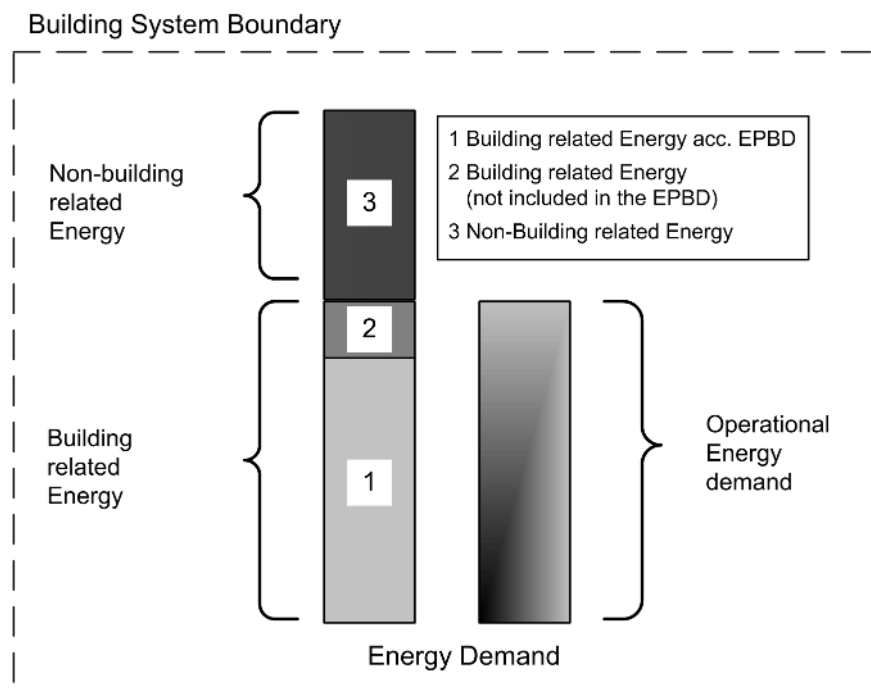 Building System Boundary
Non-building
related
Energy
3
1 Building related Energy acc. EPBD
2 Building related Energy
(not included in the EPBD)
3 Non-Building related Energy
2
Building
related
Energy
1
Operational
Energy
demand
Energy Demand